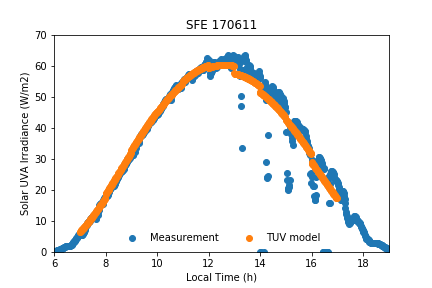 SFE 170611
Solar UVA Irradiance (W/m2)
70
60
50
40
30
20
10
0
Measurement TUV model
6 8 10 12 14 16 18
Local Time (h)